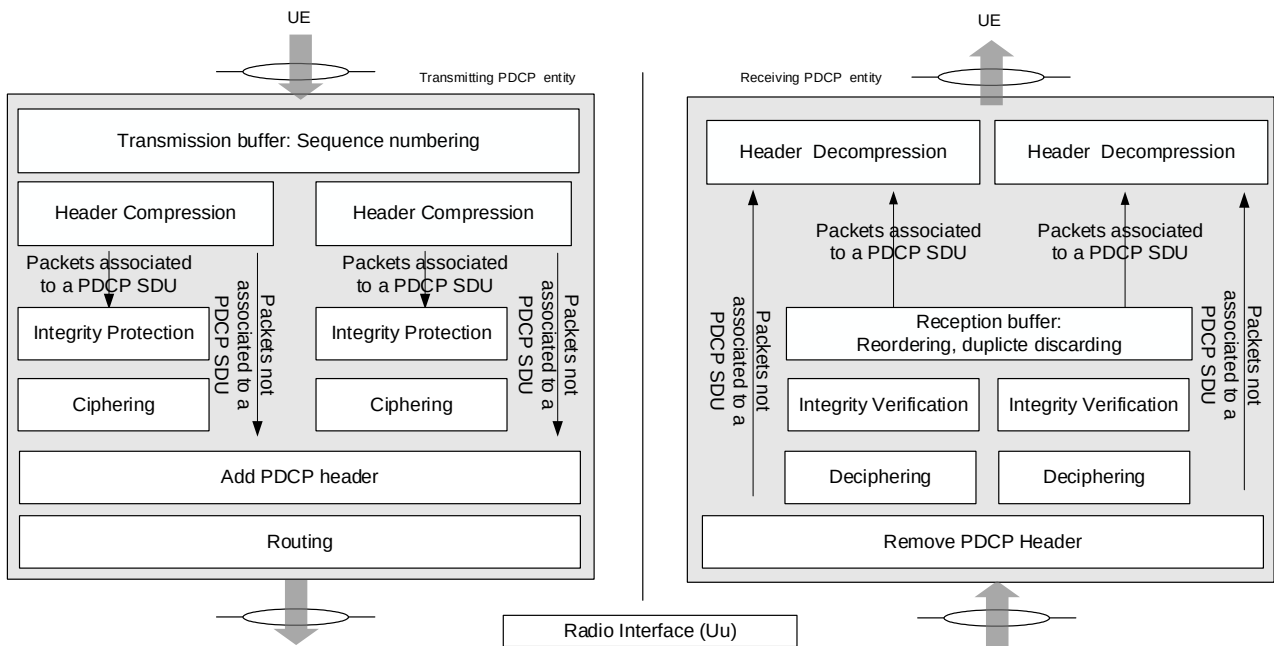 UE
Transmitting PDCP entity
Transmission buffer: Sequence numbering
Header Compression
Header Compression
Packets associated
to a PDCP SDU
Packets not
associated to a
PDCP SDU
Packets associated
to a PDCP SDU
Packets not
associated to a
PDCP SDU
Integrity Protection
Integrity Protection
Ciphering
Ciphering
Add PDCP header
Routing
UE
Receiving PDCP entity
Header Decompression
Header Decompression
Packets associated
to a PDCP SDU
Packets associated
to a PDCP SDU
Packets not
associated to a
PDCP SDU
Reception buffer:
Reordering, duplicte discarding
Packets not
associated to a
PDCP SDU
Integrity Verification
Integrity Verification
Deciphering
Deciphering
Remove PDCP Header
Radio Interface (Uu)